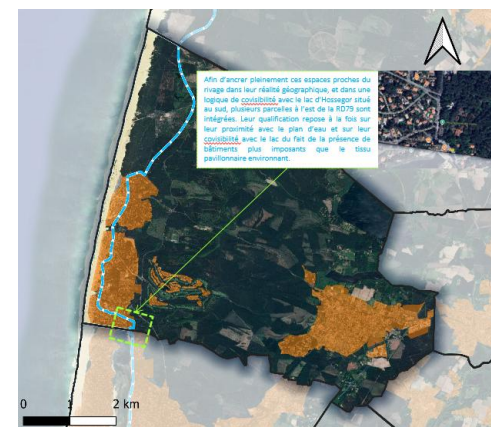 Afin d'ancrer pleinement ces espaces proches du
rivage dans leur réalité géographique, et dans une
logique de covisibilité avec le lac d'Hossegor situé
au sud, plusieurs parcelles à l'est de la RD79 sont
intégrées. Leur qualification repose à la fois sur
leur proximité avec le plan d'eau et sur leur
covisibilité avec le lac du fait de la présence de
bâtiments plus imposants que le tissu
pavillonnaire environnant.
0 1 2 km